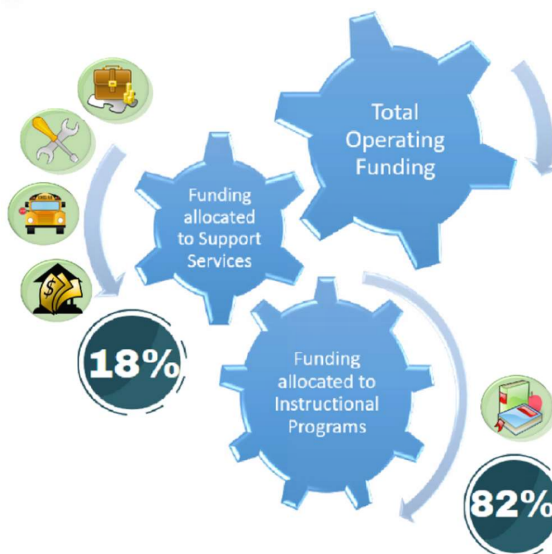 Total
Operating
Funding
Funding
allocated
to Support
Services
18%
Funding
allocated to
Instructional
Programs
82%